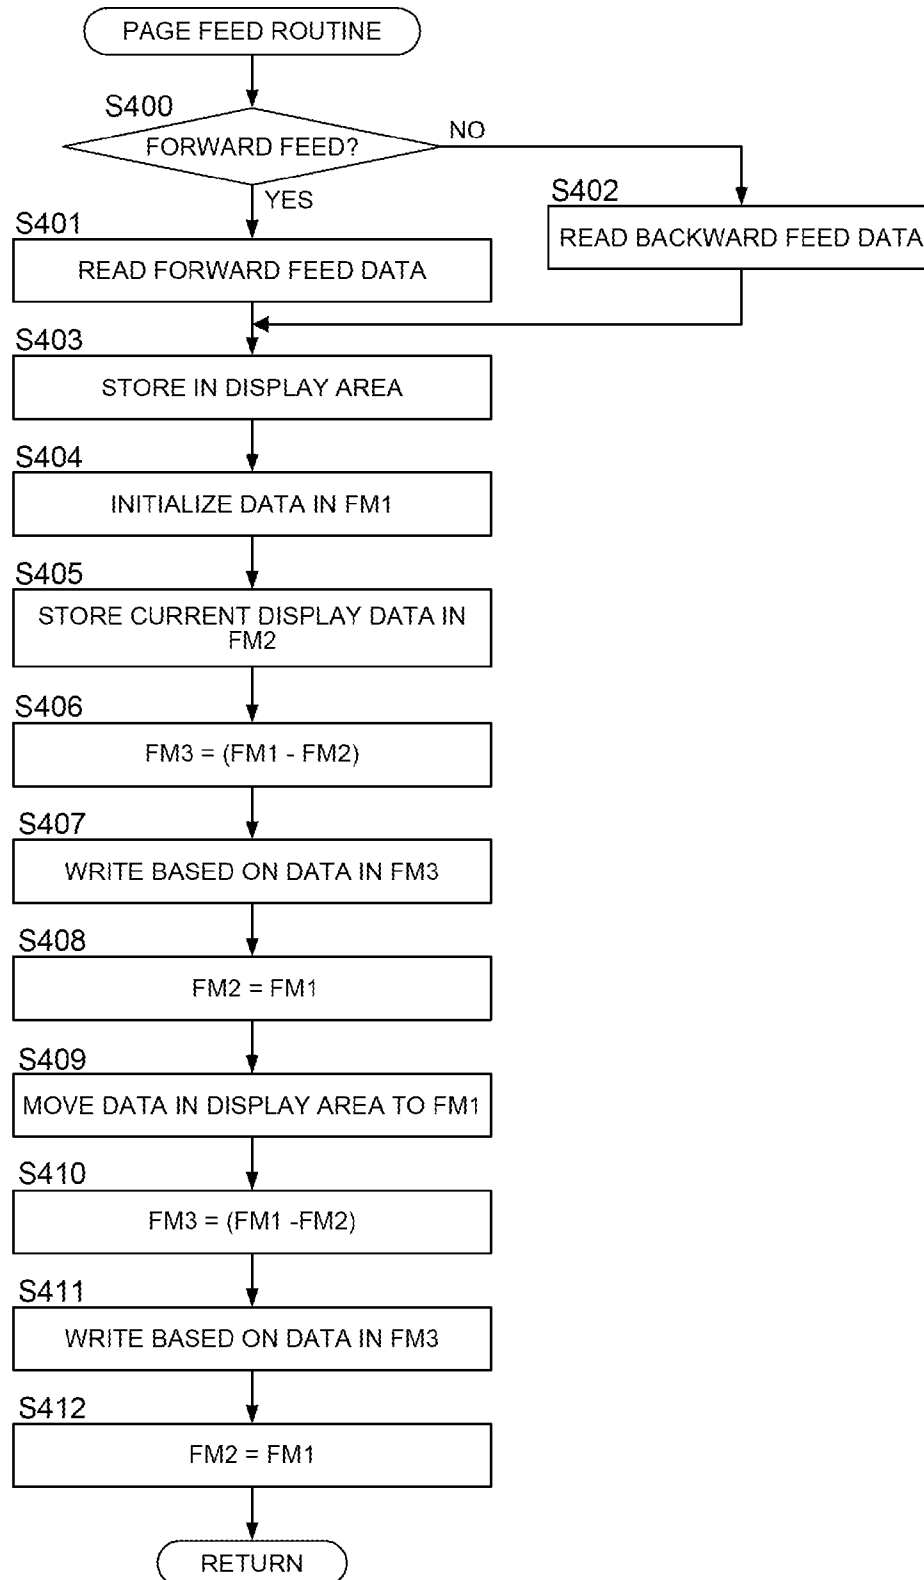 PAGE FEED ROUTINE
S400
FORWARD FEED?
NO
YES
S402
READ BACKWARD FEED DATA
S401
READ FORWARD FEED DATA
S403
STORE IN DISPLAY AREA
S404
INITIALIZE DATA IN FM1
S405
STORE CURRENT DISPLAY DATA IN
FM2
S406
FM3 = (FM1 - FM2)
S407
WRITE BASED ON DATA IN FM3
S408
FM2 = FM1
S409
MOVE DATA IN DISPLAY AREA TO FM1
S410
FM3 = (FM1 -FM2)
S411
WRITE BASED ON DATA IN FM3
S412
FM2 = FM1
RETURN